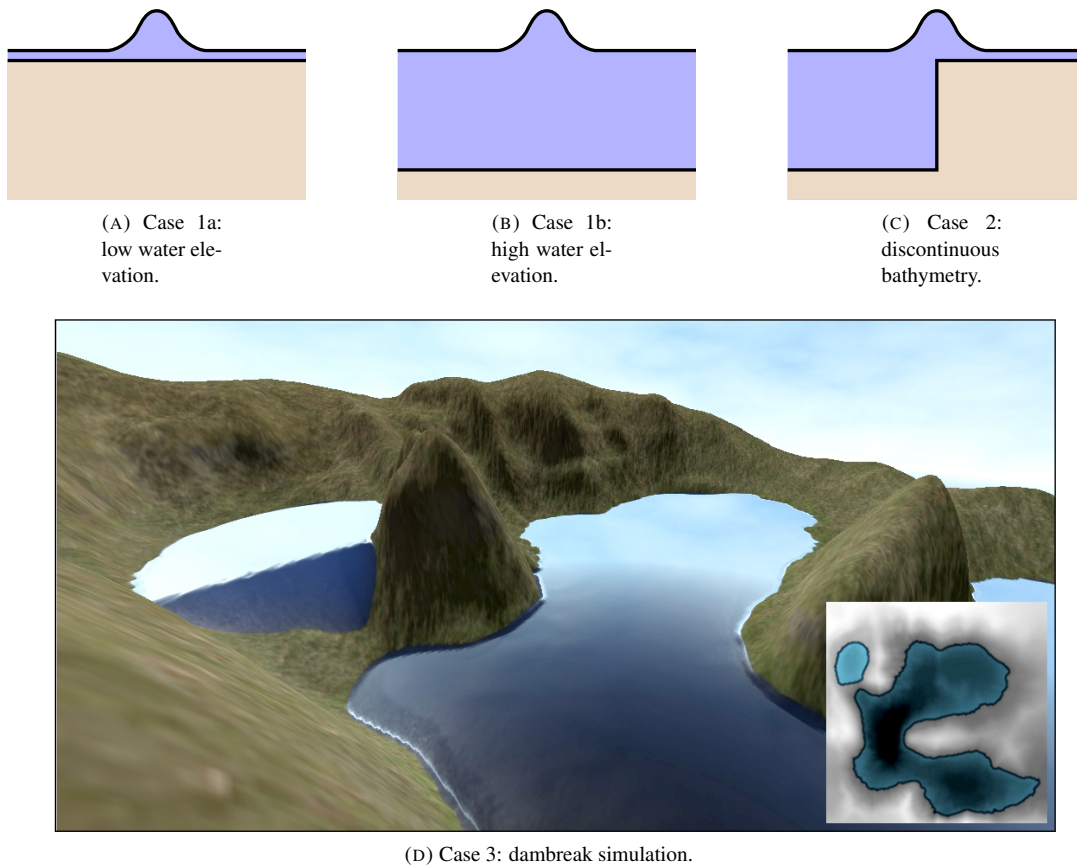 (A) Case 1a:
low water ele-
vation.
(B) Case 1b:
high water el-
evation.
(C) Case 2:
discontinuous
bathymetry.
(D) Case 3: dambreak simulation.